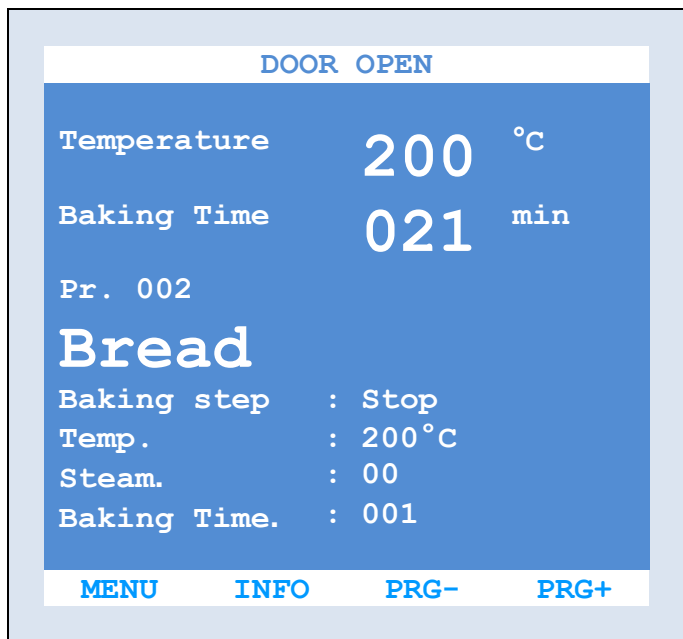 DOOR OPEN
Temperature 200 °C
Baking Time 021 min
Pr. 002
Bread
Baking step : Stop
Temp. : 200°C
Steam. : 00
Baking Time. : 001
MENU INFO PRG- PRG+